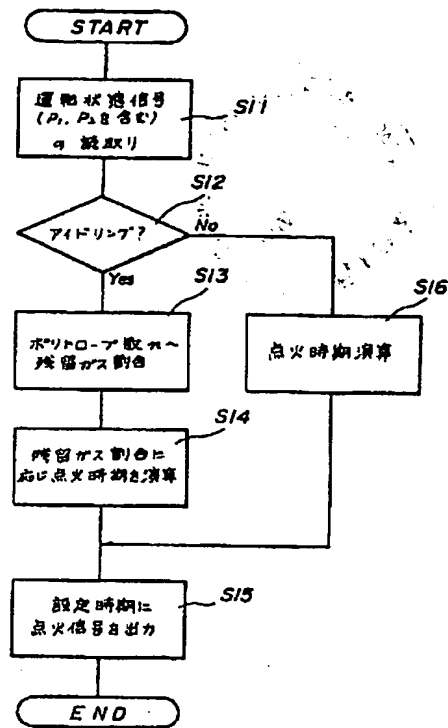 START
運転状態信号
(P₁, P₂を含む)
の読取り
S11
S12
アイドリング?
No
Yes
S13
S16
ポリトロープ数n〜
残留ガス割合
点火時期演算
S14
残留ガス割合に
応じ点火時期を演算
S15
設定時期に
点火信号を出力
END